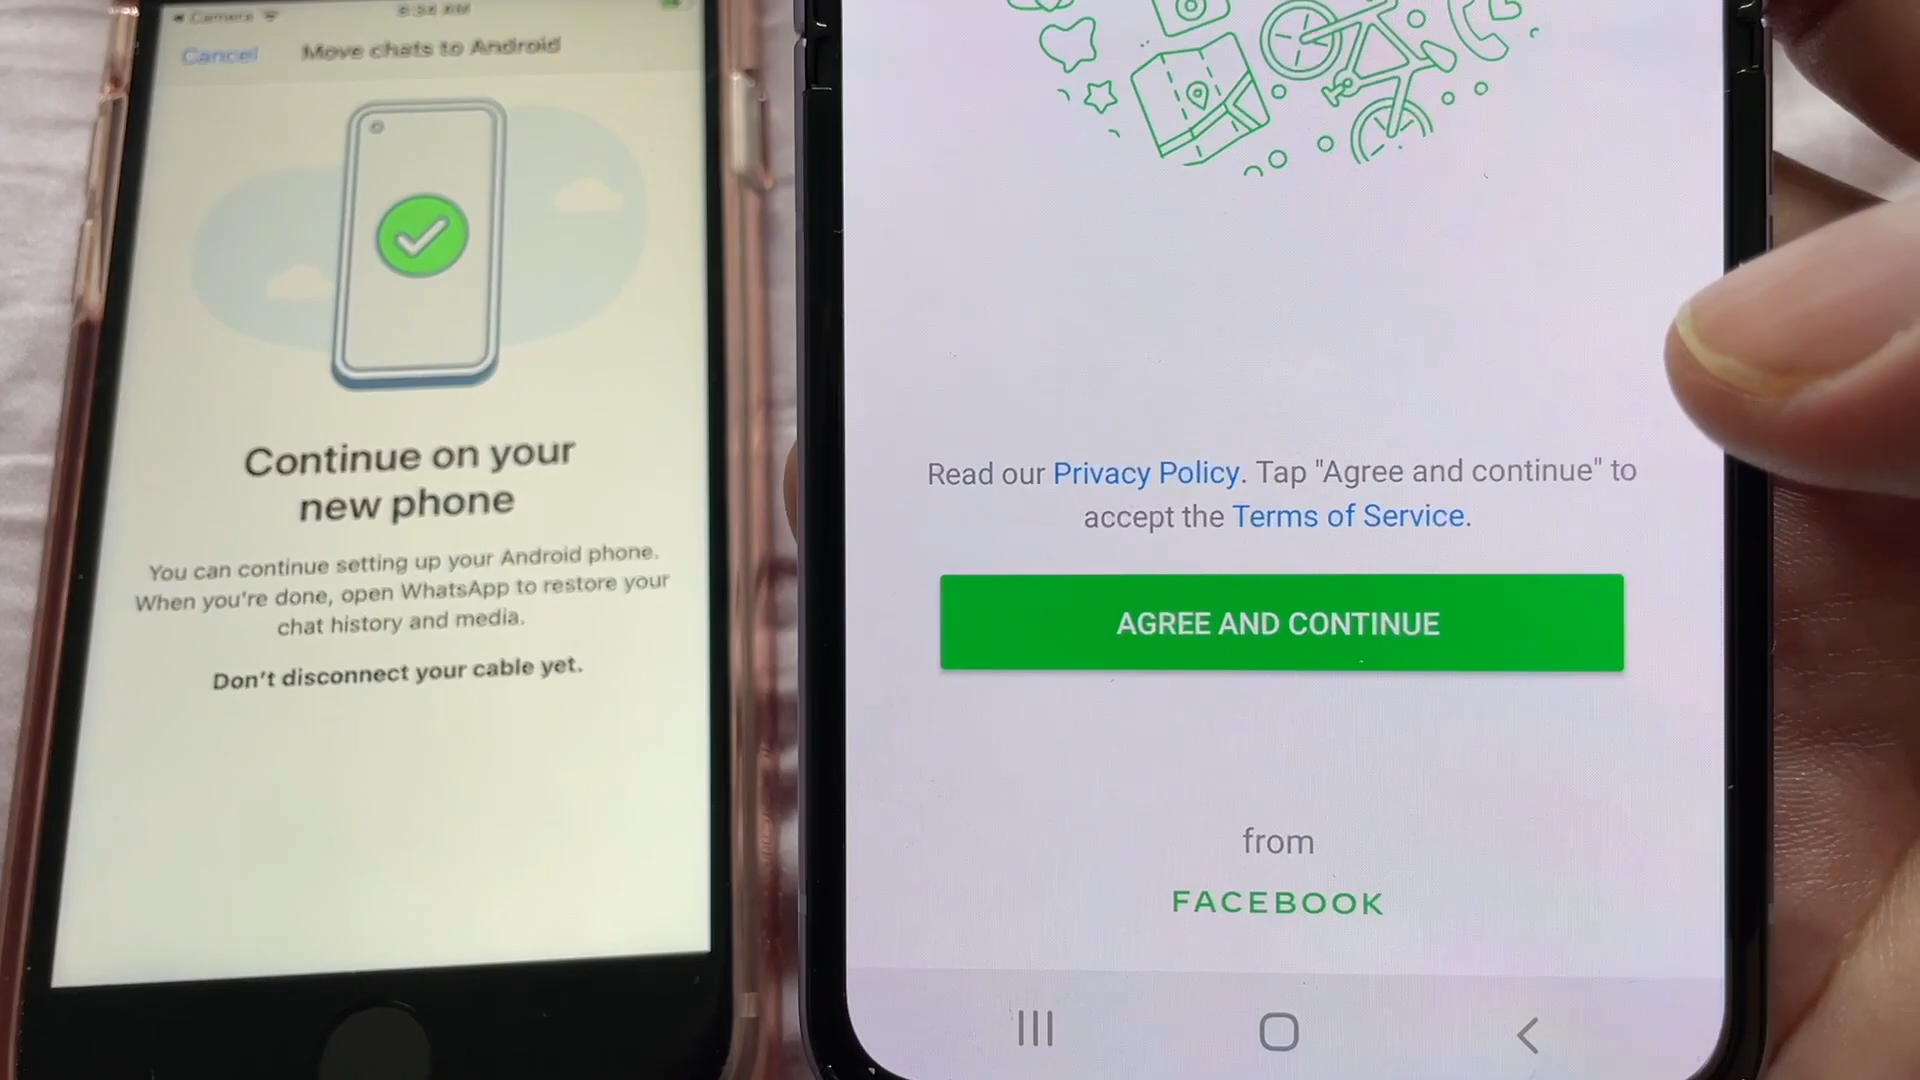 Camera
Cancel
Move chats to Android
Continue on your
new phone
You can continue setting up your Android phone.
When you're done, open WhatsApp to restore your
chat history and media.
Don't disconnect your cable yet.
Read our Privacy Policy. Tap "Agree and continue" to
accept the Terms of Service.
AGREE AND CONTINUE
from
FACEBOOK